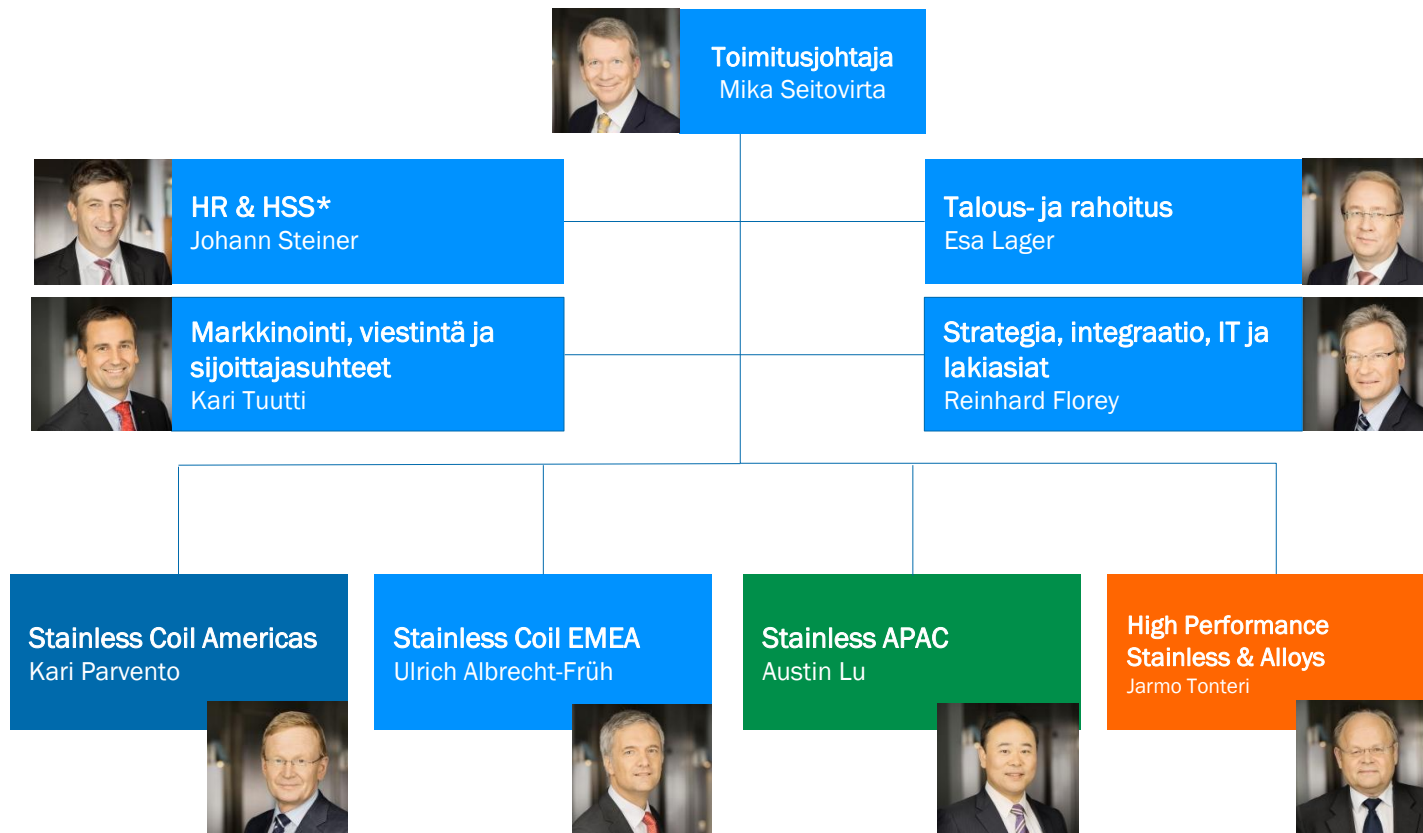 Toimitusjohtaja
Mika Seitovirta
HR & HSS*
Johann Steiner
Talous- ja rahoitus
Esa Lager
Markkinointi, viestintä ja
sijoittajasuhteet
Kari Tuutti
Strategia, integraatio, IT ja
lakiasiat
Reinhard Florey
Stainless Coil Americas
Kari Parvento
Stainless Coil EMEA
Ulrich Albrecht-Früh
Stainless APAC
Austin Lu
High Performance
Stainless & Alloys
Jarmo Tonteri